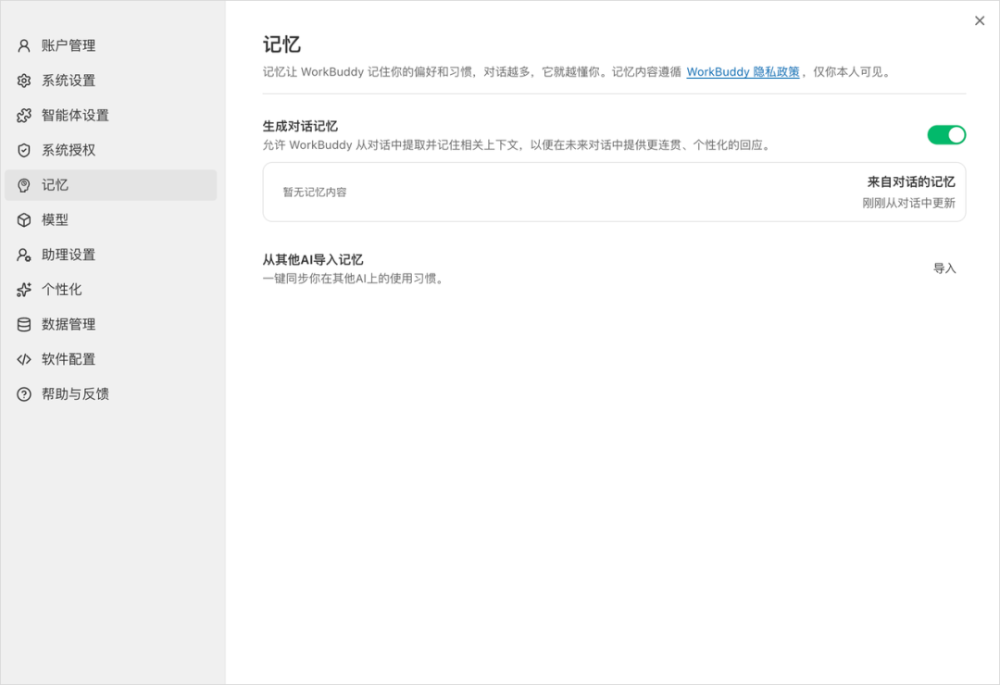 账户管理
系统设置
智能体设置
系统授权
记忆
模型
助理设置
个性化
数据管理
软件配置
帮助与反馈
记忆
记忆让 WorkBuddy 记住你的偏好和习惯，对话越多，它就越懂你。记忆内容遵循 WorkBuddy 隐私政策，仅你本人可见。
生成对话记忆
允许 WorkBuddy 从对话中提取并记住相关上下文，以便在未来对话中提供更连贯、个性化的回应。
暂无记忆内容
来自对话的记忆
刚刚从对话中更新
从其他AI导入记忆
一键同步你在其他AI上的使用习惯。
导入